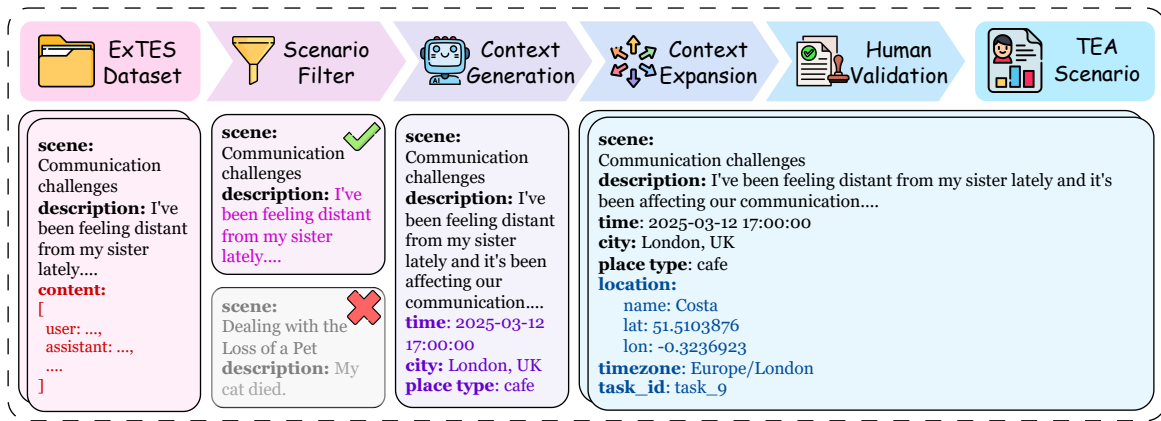 ExTES
Dataset
Scenario
Filter
Context
Generation
Context
Expansion
Human
Validation
TEA
Scenario
scene:
Communication
challenges
description: I've
been feeling distant
from my sister
lately....
content:
[
user: ...,
assistant: ...,
....
]
scene:
Communication
challenges
description: I've
been feeling distant
from my sister
lately....
scene:
Dealing with the
Loss of a Pet
description: My
cat died.
scene:
Communication
challenges
description: I've
been feeling distant
from my sister
lately and it's been
affecting our
communication....
time: 2025-03-12
17:00:00
city: London, UK
place type: cafe
scene:
Communication challenges
description: I've been feeling distant from my sister lately and it's
been affecting our communication....
time: 2025-03-12 17:00:00
city: London, UK
place type: cafe
location:
name: Costa
lat: 51.5103876
lon: -0.3236923
timezone: Europe/London
task_id: task_9